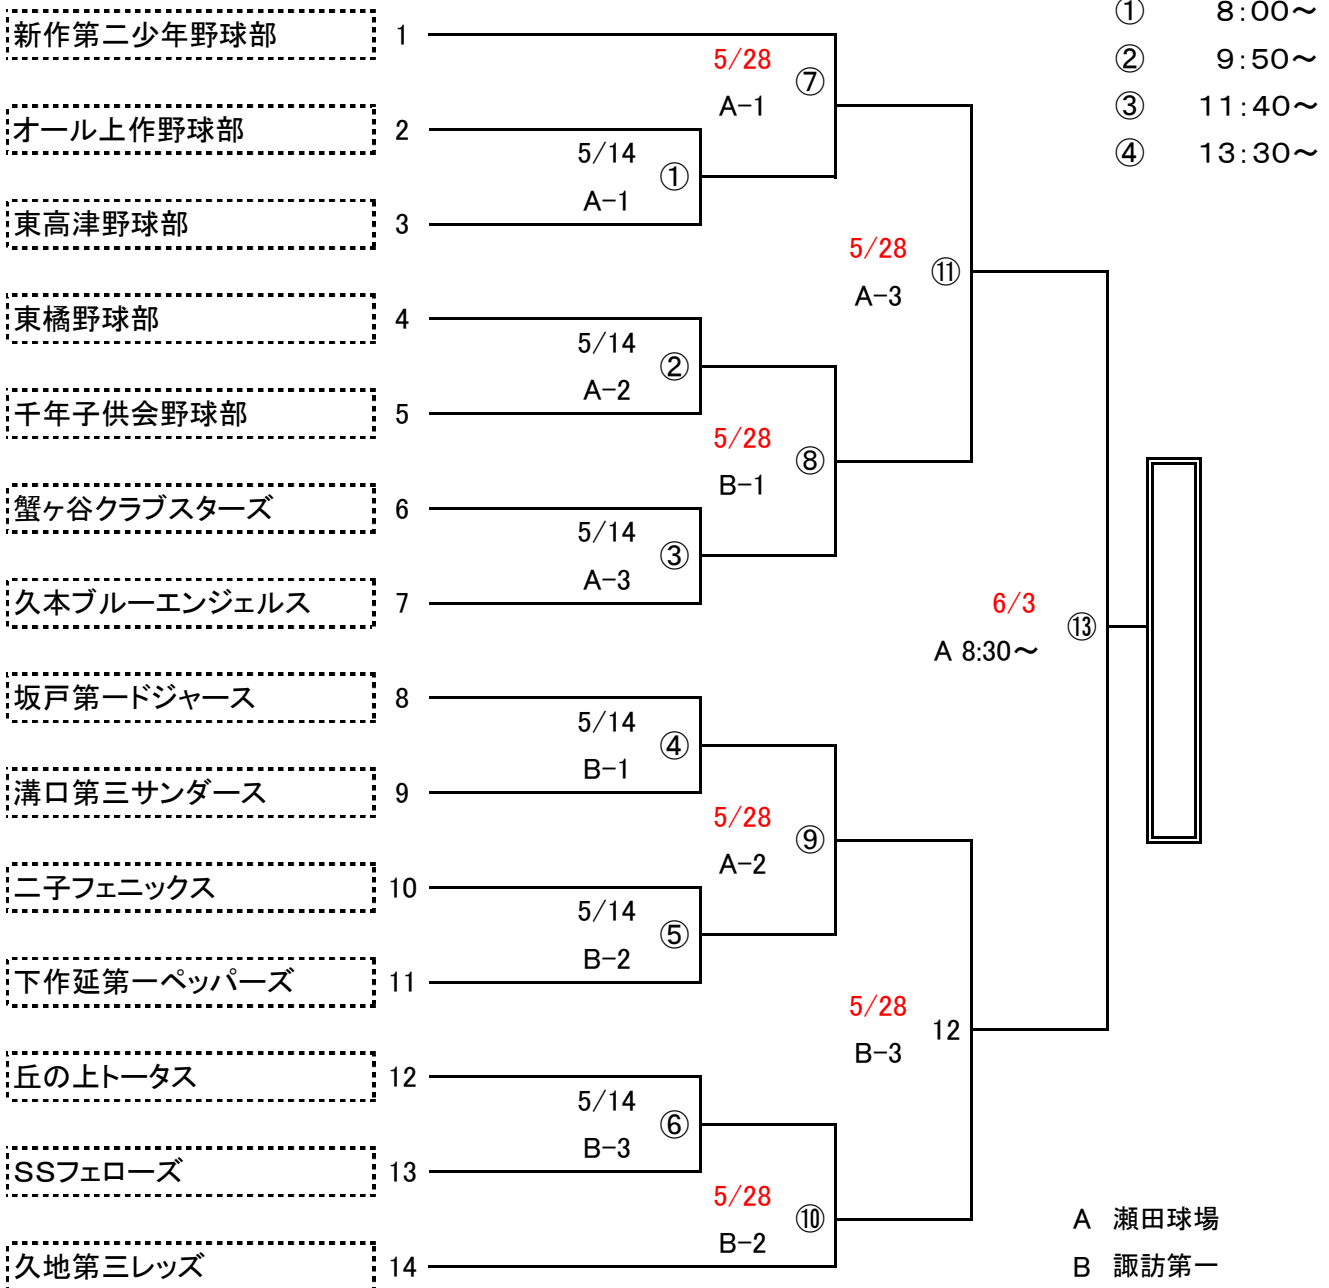 ① 8:00～
新作第二少年野球部 1
5/28
⑦
② 9:50～
A-1
③ 11:40～
オール上作野球部 2
5/14
①
④ 13:30～
A-1
東高津野球部 3
5/28
⑪
A-3
東橘野球部 4
5/14
②
A-2
千年子供会野球部 5
5/28
⑧
B-1
蟹ヶ谷クラブスターズ 6
5/14
③
A-3
久本ブルーエンジェルス 7
6/3
⑬
A 8:30～
坂戸第一ドジャース 8
5/14
④
B-1
溝口第三サンダース 9
5/28
⑨
A-2
二子フェニックス 10
5/14
⑤
B-2
下作延第一ペッパーズ 11
5/28
12
B-3
丘の上トータス 12
5/14
⑥
B-3
SSフェローズ 13
5/28
⑩
A 瀬田球場
B-2
久地第三レッズ 14
B 諏訪第一